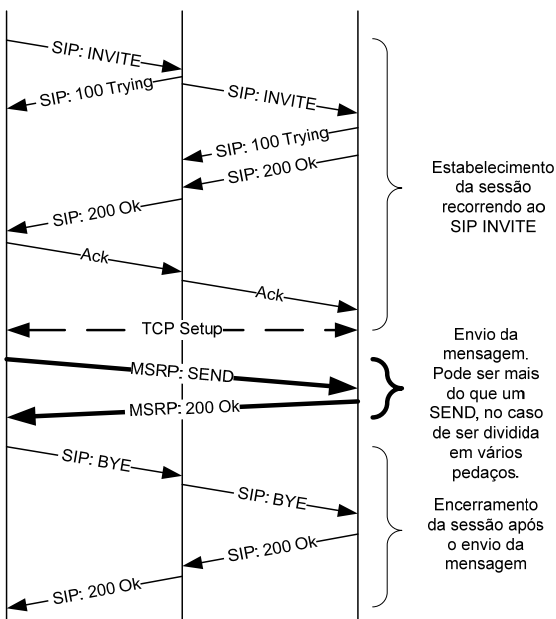 SIP: INVITE
SIP: 100 Trying
SIP: INVITE
SIP: 100 Trying
SIP: 200 Ok
SIP: 200 Ok
Ack
Ack
TCP Setup
Estabelecimento
da sessão
recorrendo ao
SIP INVITE
MSRP: SEND
MSRP: 200 Ok
Envio da
mensagem.
Pode ser mais
do que um
SEND, no caso
de ser dividida
em vários
pedaços.
SIP: BYE
SIP: BYE
SIP: 200 Ok
SIP: 200 Ok
Encerramento
da sessão após
o envio da
mensagem